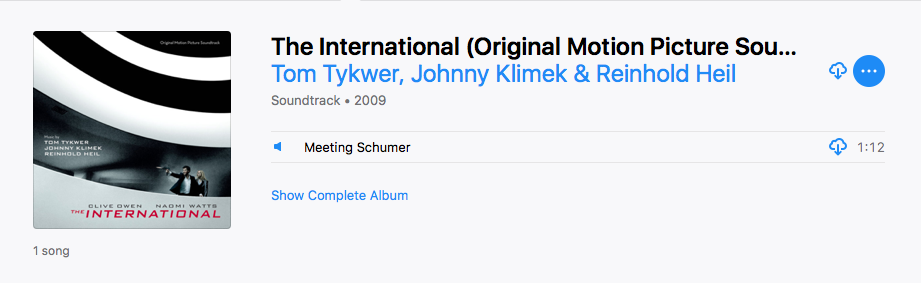 Original Motion Picture Soundtrack
Music by
TOM TYKWER
JOHNNY KLIMEK
REINHOLD HEIL
CLIVE OWEN NAOMI WATTS
THE INTERNATIONAL
1 song
The International (Original Motion Picture Sou...
Tom Tykwer, Johnny Klimek & Reinhold Heil
Soundtrack • 2009
Meeting Schumer 1:12
Show Complete Album